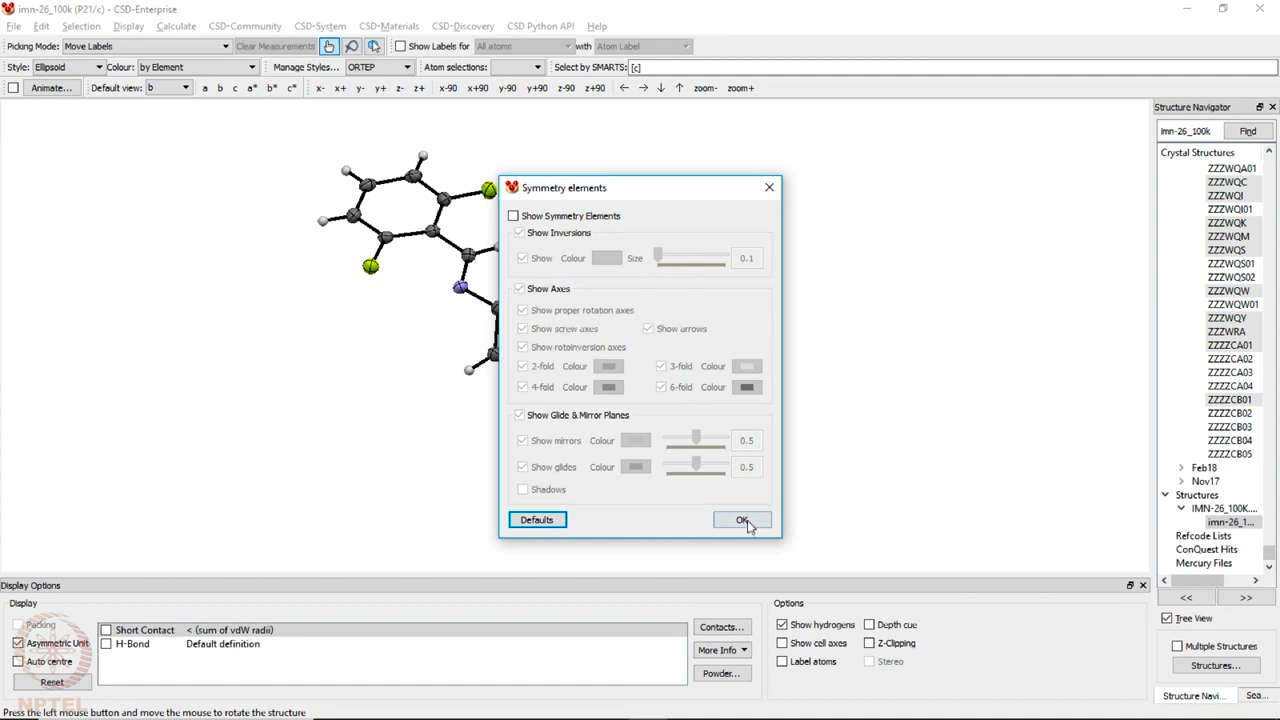 imn-26_100k (P21/c) - CSD-Enterprise
File Edit Selection Display Calculate CSD-Community CSD-System CSD-Materials CSD-Discovery CSD Python API Help
Picking Mode: Move Labels Clear Measurements Show Labels for All atoms with Atom Label
Style: Ellipsoid Colour: by Element Manage Styles... ORTEP Atom selections: Select by SMARTS: [c]
Animate... Default view: b a b c a* b* c* x- x+ y- y+ z- z+ x-90 x+90 y-90 y+90 z-90 z+90 zoom- zoom+
Symmetry elements
Show Symmetry Elements
Show Inversions
Show Colour Size 0.1
Show Axes
Show proper rotation axes
Show screw axes Show arrows
Show rotoinversion axes
2-fold Colour 3-fold Colour
4-fold Colour 6-fold Colour
Show Glide & Mirror Planes
Show mirrors Colour 0.5
Show glides Colour 0.5
Shadows
Defaults OK
Structure Navigator
imn-26_100k Find
Crystal Structures
ZZZWQA01
ZZZWQC
ZZZWQI
ZZZWQI01
ZZZWQK
ZZZWQM
ZZZWQS
ZZZWQS01
ZZZWQS02
ZZZWQW
ZZZWQW01
ZZZWQY
ZZZWRA
ZZZZCA01
ZZZZCA02
ZZZZCA03
ZZZZCA04
ZZZZCB01
ZZZZCB02
ZZZZCB03
ZZZZCB04
ZZZZCB05
Feb18
Nov17
Structures
IMN-26_100K....
imn-26_1...
Refcode Lists
ConQuest Hits
Mercury Files
<< >>
Tree View
Multiple Structures
Structures...
Structure Navi... Sea...
Display Options
Display
Packing
Asymmetric Unit
Auto centre
Reset
Short Contact < (sum of vdW radii)
H-Bond Default definition
Contacts...
More Info
Powder...
Options
Show hydrogens Depth cue
Show cell axes Z-Clipping
Label atoms Stereo
NPTEL
Press the left mouse button and move the mouse to rotate the structure